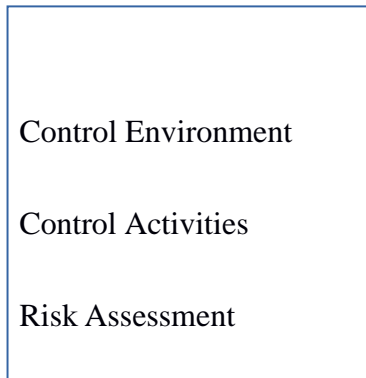 Control Environment
Control Activities
Risk Assessment